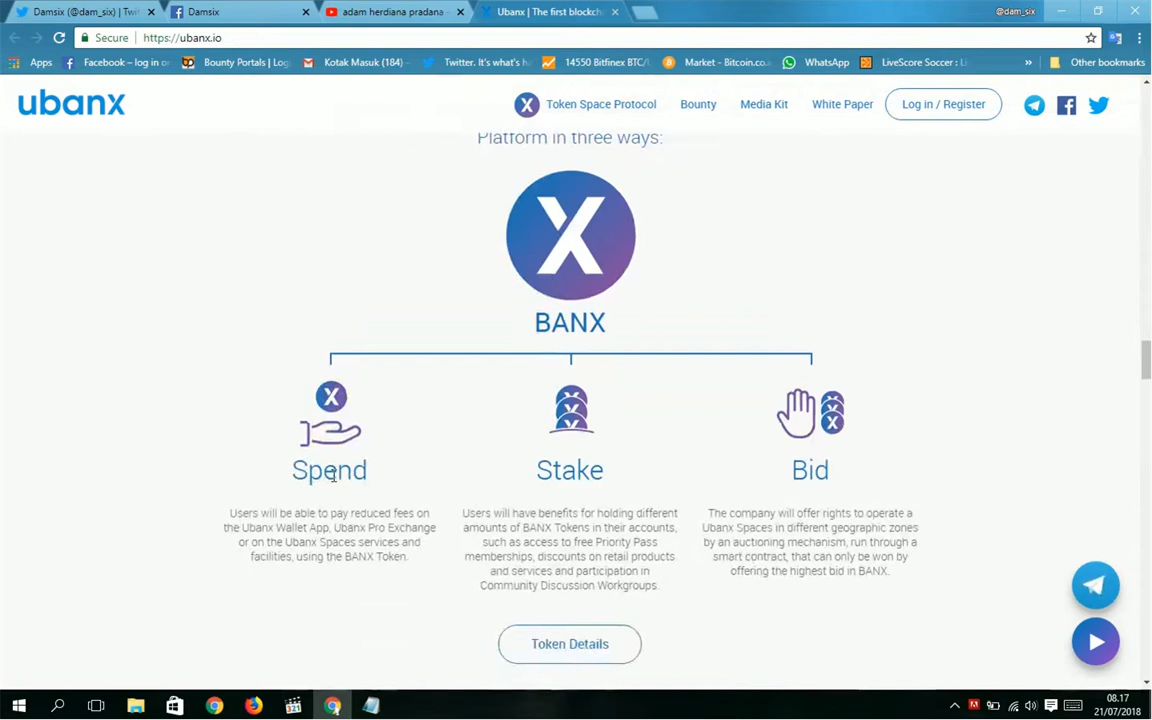 Damsix (@dam_six) | Twi
Damsix
adam herdiana pradana -
Ubanx | The first blockch
@dam_six
Secure
https://ubanx.io
Apps
Facebook – log in o
Bounty Portals | Log
Kotak Masuk (184) -
Twitter. It's what's h
14550 Bitfinex BTC/
Market - Bitcoin.co.
WhatsApp
LiveScore Soccer : L
»
Other bookmarks
ubanx
Token Space Protocol
Bounty
Media Kit
White Paper
Log in / Register
Platform in three ways:
X
BANX
Spend
Users will be able to pay reduced fees on
the Ubanx Wallet App, Ubanx Pro Exchange
or on the Ubanx Spaces services and
facilities, using the BANX Token.
Stake
Users will have benefits for holding different
amounts of BANX Tokens in their accounts,
such as access to free Priority Pass
memberships, discounts on retail products
and services and participation in
Community Discussion Workgroups.
Bid
The company will offer rights to operate a
Ubanx Spaces in different geographic zones
by an auctioning mechanism, run through a
smart contract, that can only be won by
offering the highest bid in BANX.
Token Details
08.17
21/07/2018